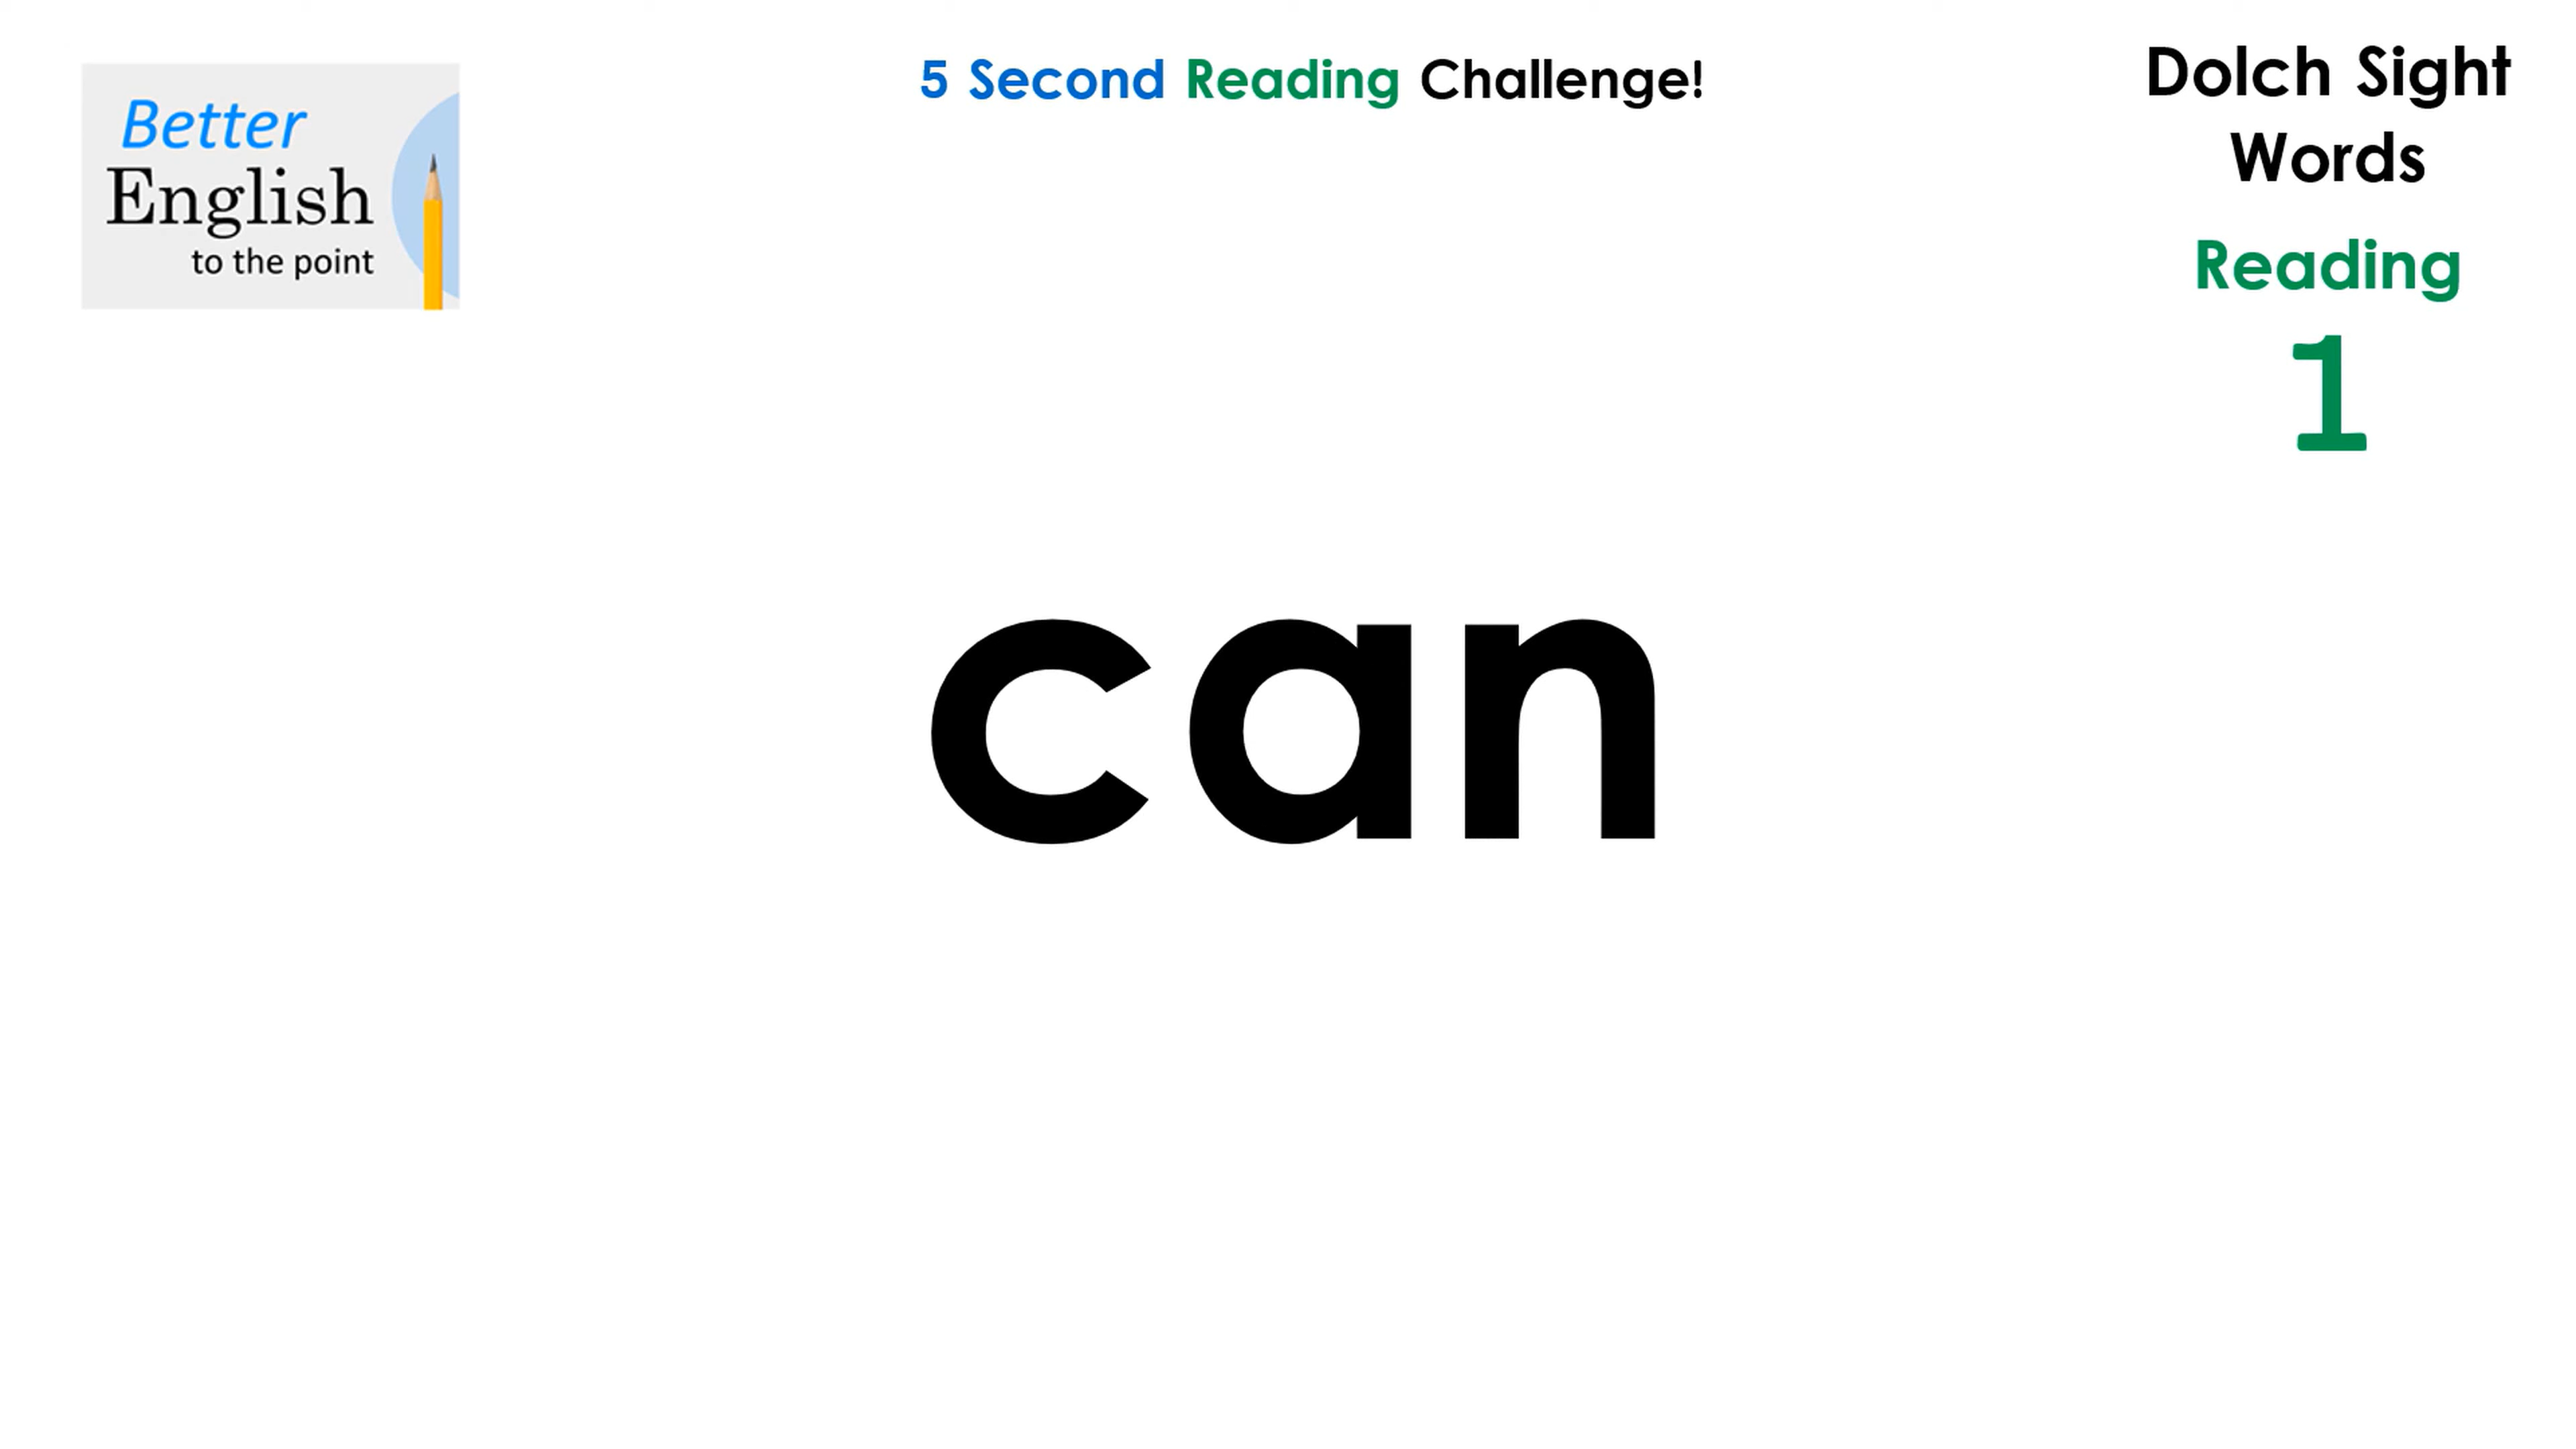 Better
English
to the point
5 Second Reading Challenge!
Dolch Sight
Words
Reading
1
can